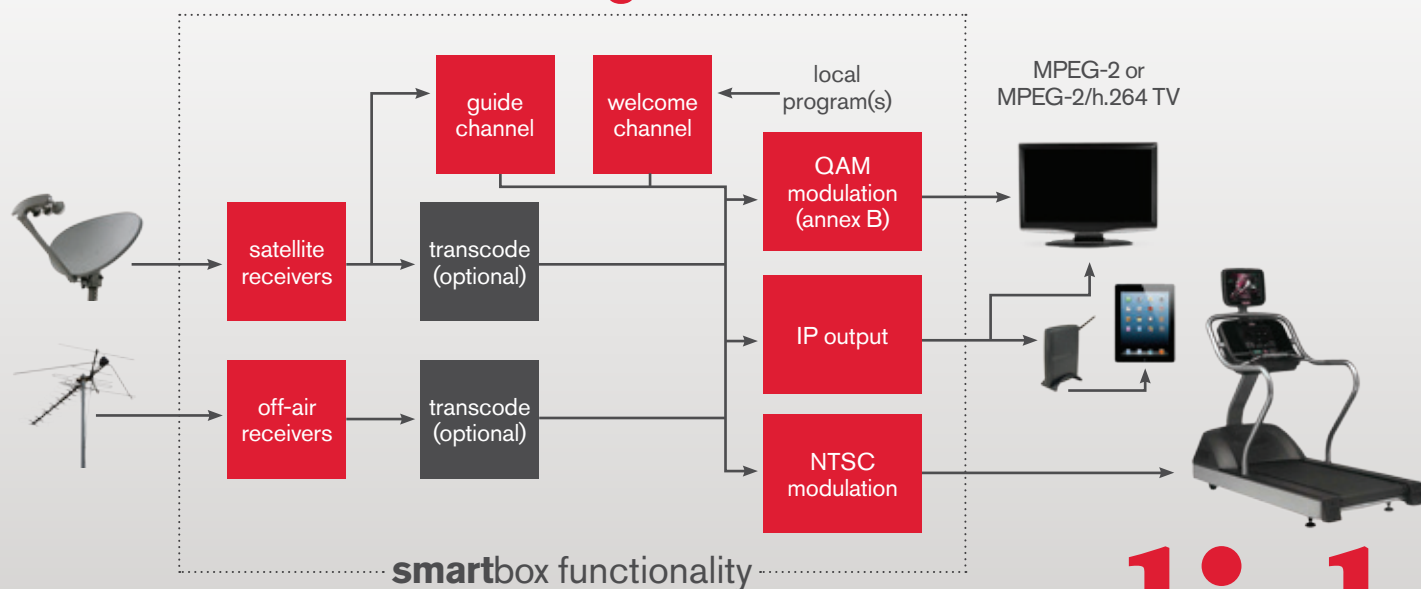 guide
channel
welcome
channel
local
program(s)
MPEG-2 or
MPEG-2/h.264 TV
QAM
modulation
(annex B)
satellite
receivers
transcode
(optional)
IP output
off-air
receivers
transcode
(optional)
NTSC
modulation
smartbox functionality